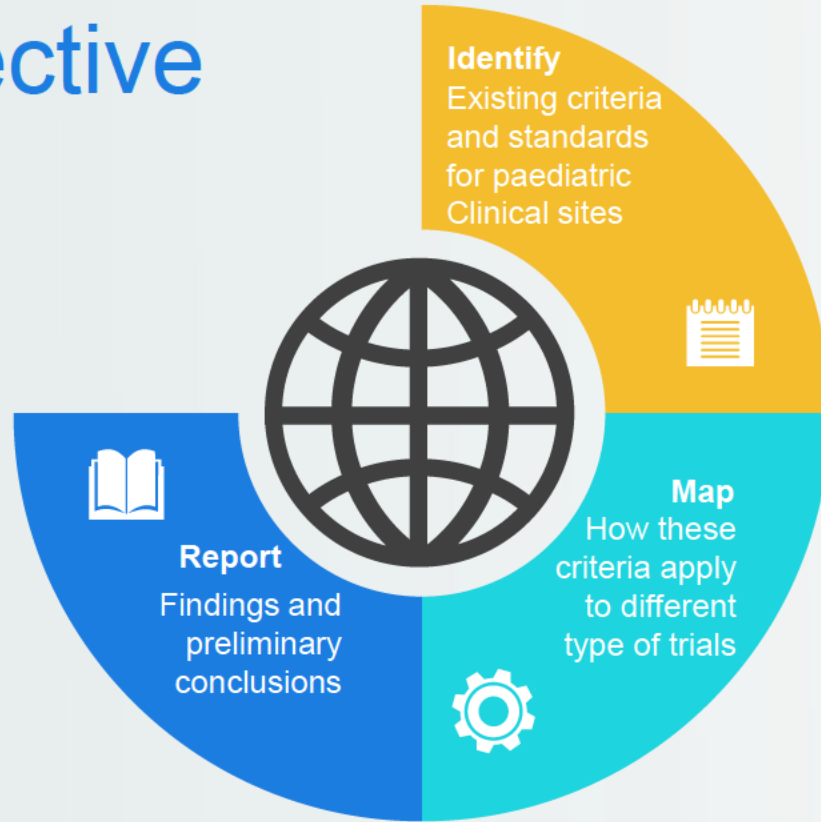 ective
Identify
Existing criteria
and standards
for paediatric
Clinical sites
Map
How these
criteria apply
to different
type of trials
Report
Findings and
preliminary
conclusions